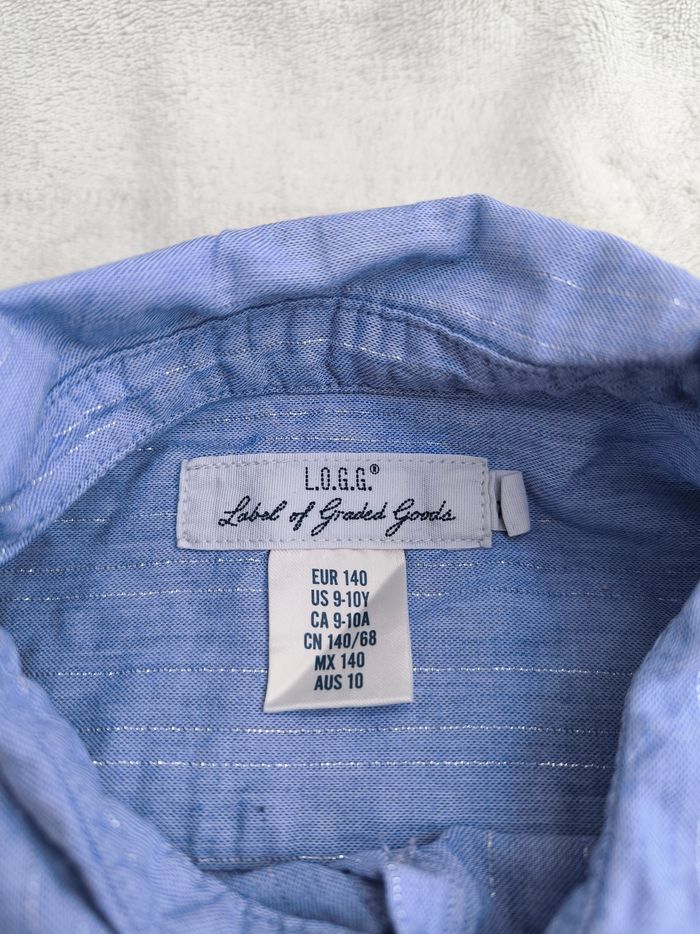 L.O.G.G.®
Label of Graded Goods
EUR 140
US 9-10Y
CA 9-10A
CN 140/68
MX 140
AUS 10